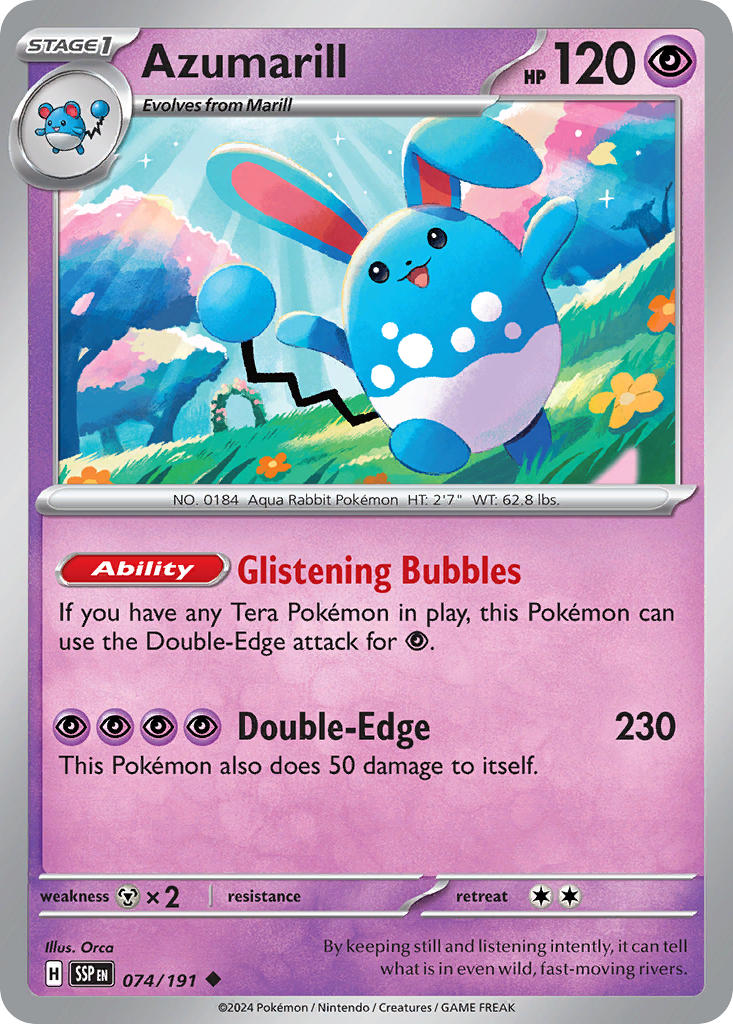 STAGE1
Azumarill
HP 120
Evolves from Marill
NO. 0184 Aqua Rabbit Pokémon HT: 2'7" WT: 62.8 lbs.
Ability Glistening Bubbles
If you have any Tera Pokémon in play, this Pokémon can
use the Double-Edge attack for .
Double-Edge 230
This Pokémon also does 50 damage to itself.
weakness ×2 resistance retreat
Illus. Orca
By keeping still and listening intently, it can tell
what is in even wild, fast-moving rivers.
H SSP EN 074/191
©2024 Pokémon / Nintendo / Creatures / GAME FREAK